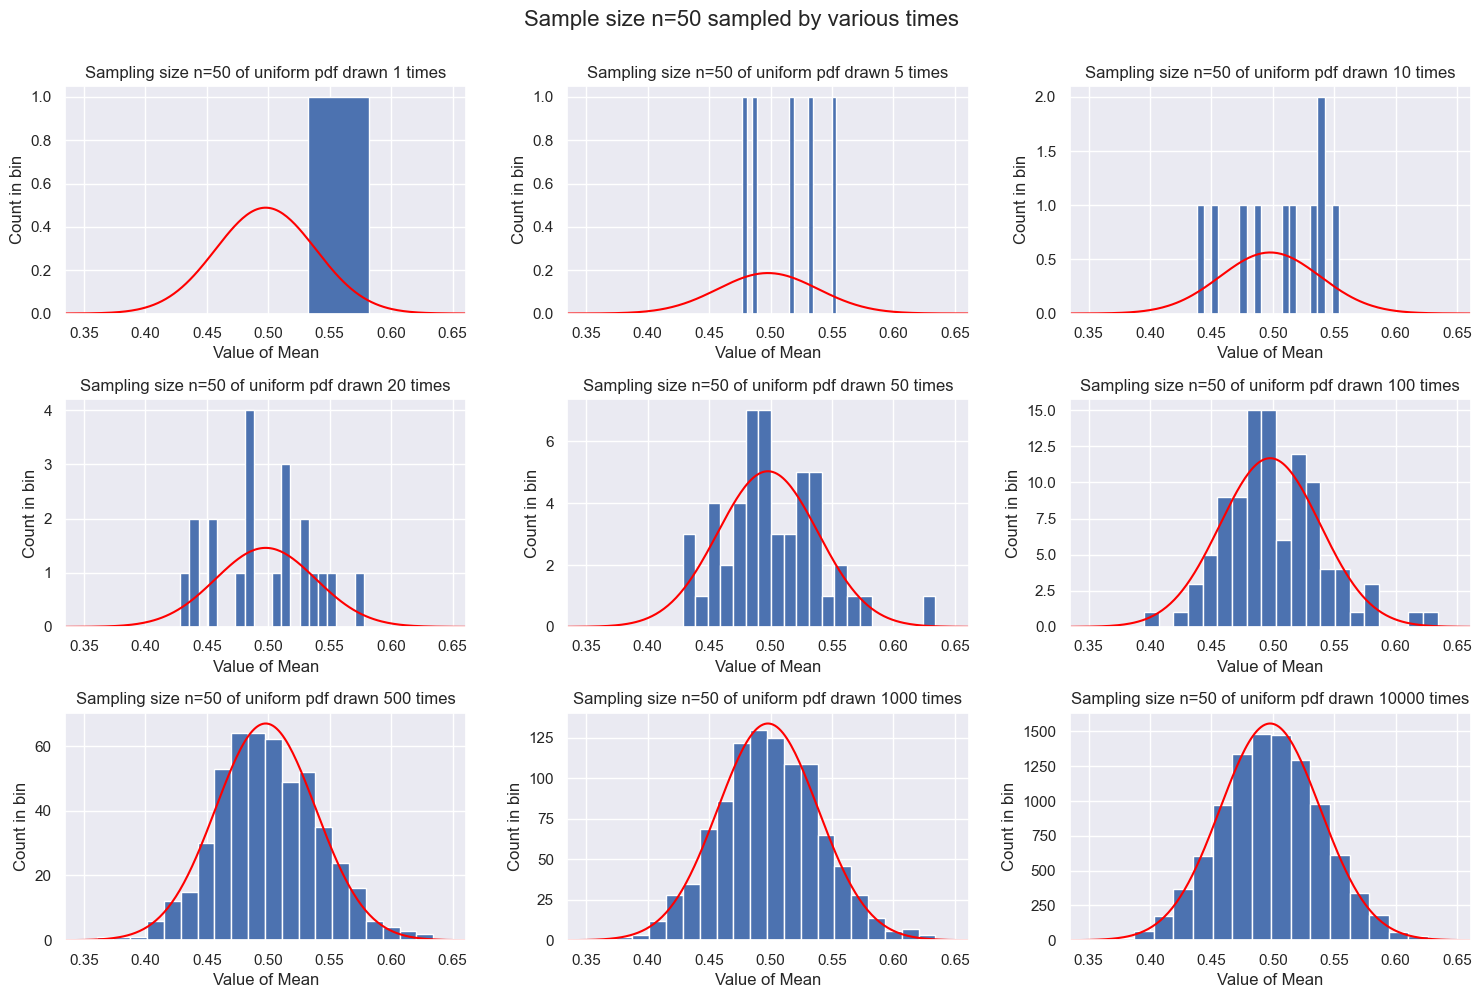 Sample size n=50 sampled by various times
Sampling size n=50 of uniform pdf drawn 1 times
1.0
0.8
0.6
0.4
0.2
0.0
Count in bin
0.35 0.40 0.45 0.50 0.55 0.60 0.65
Value of Mean
Sampling size n=50 of uniform pdf drawn 5 times
1.0
0.8
0.6
0.4
0.2
0.0
Count in bin
0.35 0.40 0.45 0.50 0.55 0.60 0.65
Value of Mean
Sampling size n=50 of uniform pdf drawn 10 times
2.0
1.5
1.0
0.5
0.0
Count in bin
0.35 0.40 0.45 0.50 0.55 0.60 0.65
Value of Mean
Sampling size n=50 of uniform pdf drawn 20 times
4
3
2
1
0
Count in bin
0.35 0.40 0.45 0.50 0.55 0.60 0.65
Value of Mean
Sampling size n=50 of uniform pdf drawn 50 times
6
4
2
0
Count in bin
0.35 0.40 0.45 0.50 0.55 0.60 0.65
Value of Mean
Sampling size n=50 of uniform pdf drawn 100 times
15.0
12.5
10.0
7.5
5.0
2.5
0.0
Count in bin
0.35 0.40 0.45 0.50 0.55 0.60 0.65
Value of Mean
Sampling size n=50 of uniform pdf drawn 500 times
60
40
20
0
Count in bin
0.35 0.40 0.45 0.50 0.55 0.60 0.65
Value of Mean
Sampling size n=50 of uniform pdf drawn 1000 times
125
100
75
50
25
0
Count in bin
0.35 0.40 0.45 0.50 0.55 0.60 0.65
Value of Mean
Sampling size n=50 of uniform pdf drawn 10000 times
1500
1250
1000
750
500
250
0
Count in bin
0.35 0.40 0.45 0.50 0.55 0.60 0.65
Value of Mean